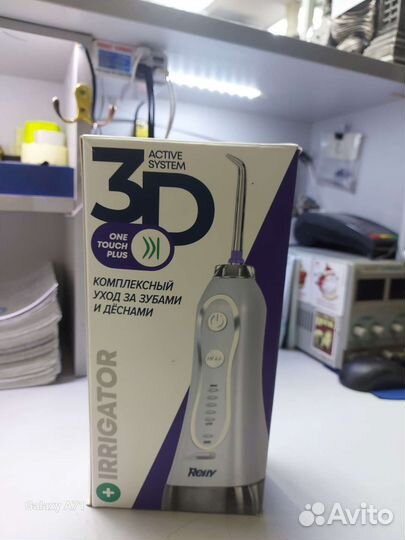 3D
ACTIVE
SYSTEM
ONE
TOUCH
PLUS
КОМПЛЕКСНЫЙ
УХОД ЗА ЗУБАМИ
И ДЁСНАМИ
IRRIGATOR
Galaxy A71
Avito